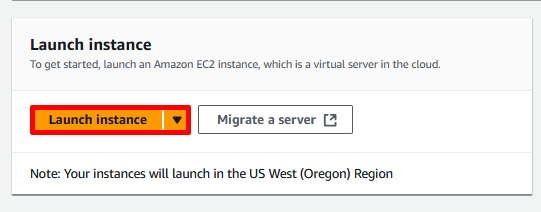 Launch instance
To get started, launch an Amazon EC2 instance, which is a virtual server in the cloud.
Launch instance
Migrate a server
Note: Your instances will launch in the US West (Oregon) Region